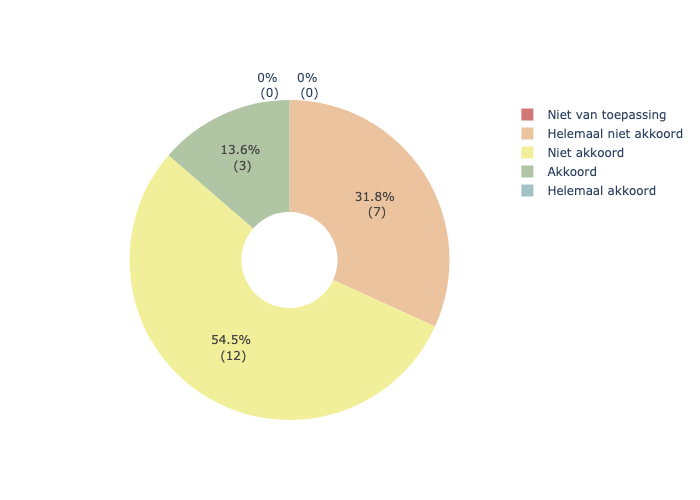 0%
(0)
0%
(0)
13.6%
(3)
31.8%
(7)
54.5%
(12)
Niet van toepassing
Helemaal niet akkoord
Niet akkoord
Akkoord
Helemaal akkoord